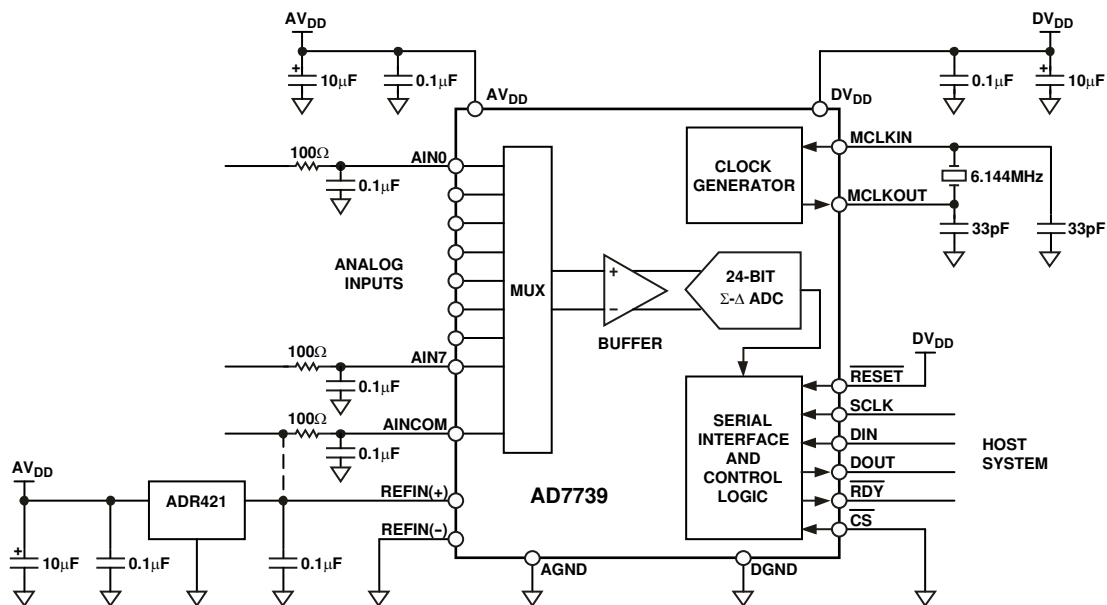 AVDD
DVDD
+
10μF
0.1μF
0.1μF
+
10μF
AVDD
DVDD
100Ω
AIN0
0.1μF
CLOCK
GENERATOR
MCLKIN
6.144MHz
MCLKOUT
33pF
33pF
ANALOG
INPUTS
MUX
+
−
BUFFER
24-BIT
Σ-Δ ADC
100Ω
AIN7
0.1μF
DVDD
RESET
SCLK
DIN
DOUT
RDY
CS
SERIAL
INTERFACE
AND
CONTROL
LOGIC
HOST
SYSTEM
100Ω
AINCOM
0.1μF
AVDD
ADR421
REFIN(+)
AD7739
REFIN(−)
+
10μF
0.1μF
0.1μF
AGND
DGND